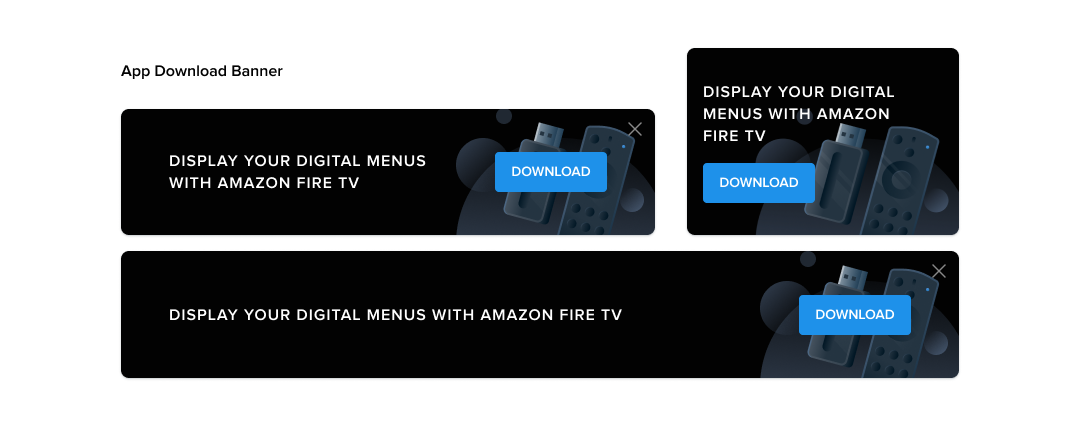 App Download Banner
DISPLAY YOUR DIGITAL MENUS
WITH AMAZON FIRE TV
DOWNLOAD
DISPLAY YOUR DIGITAL
MENUS WITH AMAZON
FIRE TV
DOWNLOAD
DISPLAY YOUR DIGITAL MENUS WITH AMAZON FIRE TV
DOWNLOAD